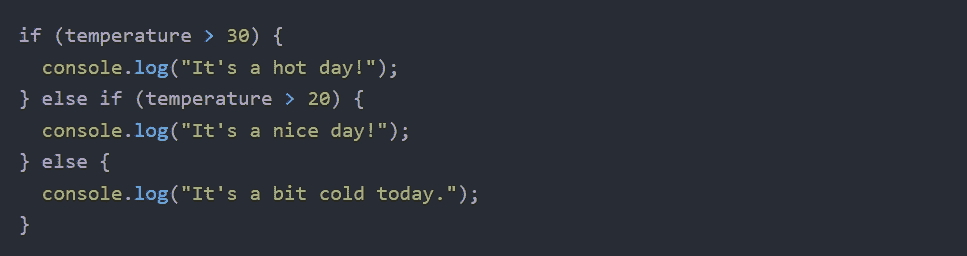 if (temperature > 30) {
  console.log("It's a hot day!");
} else if (temperature > 20) {
  console.log("It's a nice day!");
} else {
  console.log("It's a bit cold today.");
}